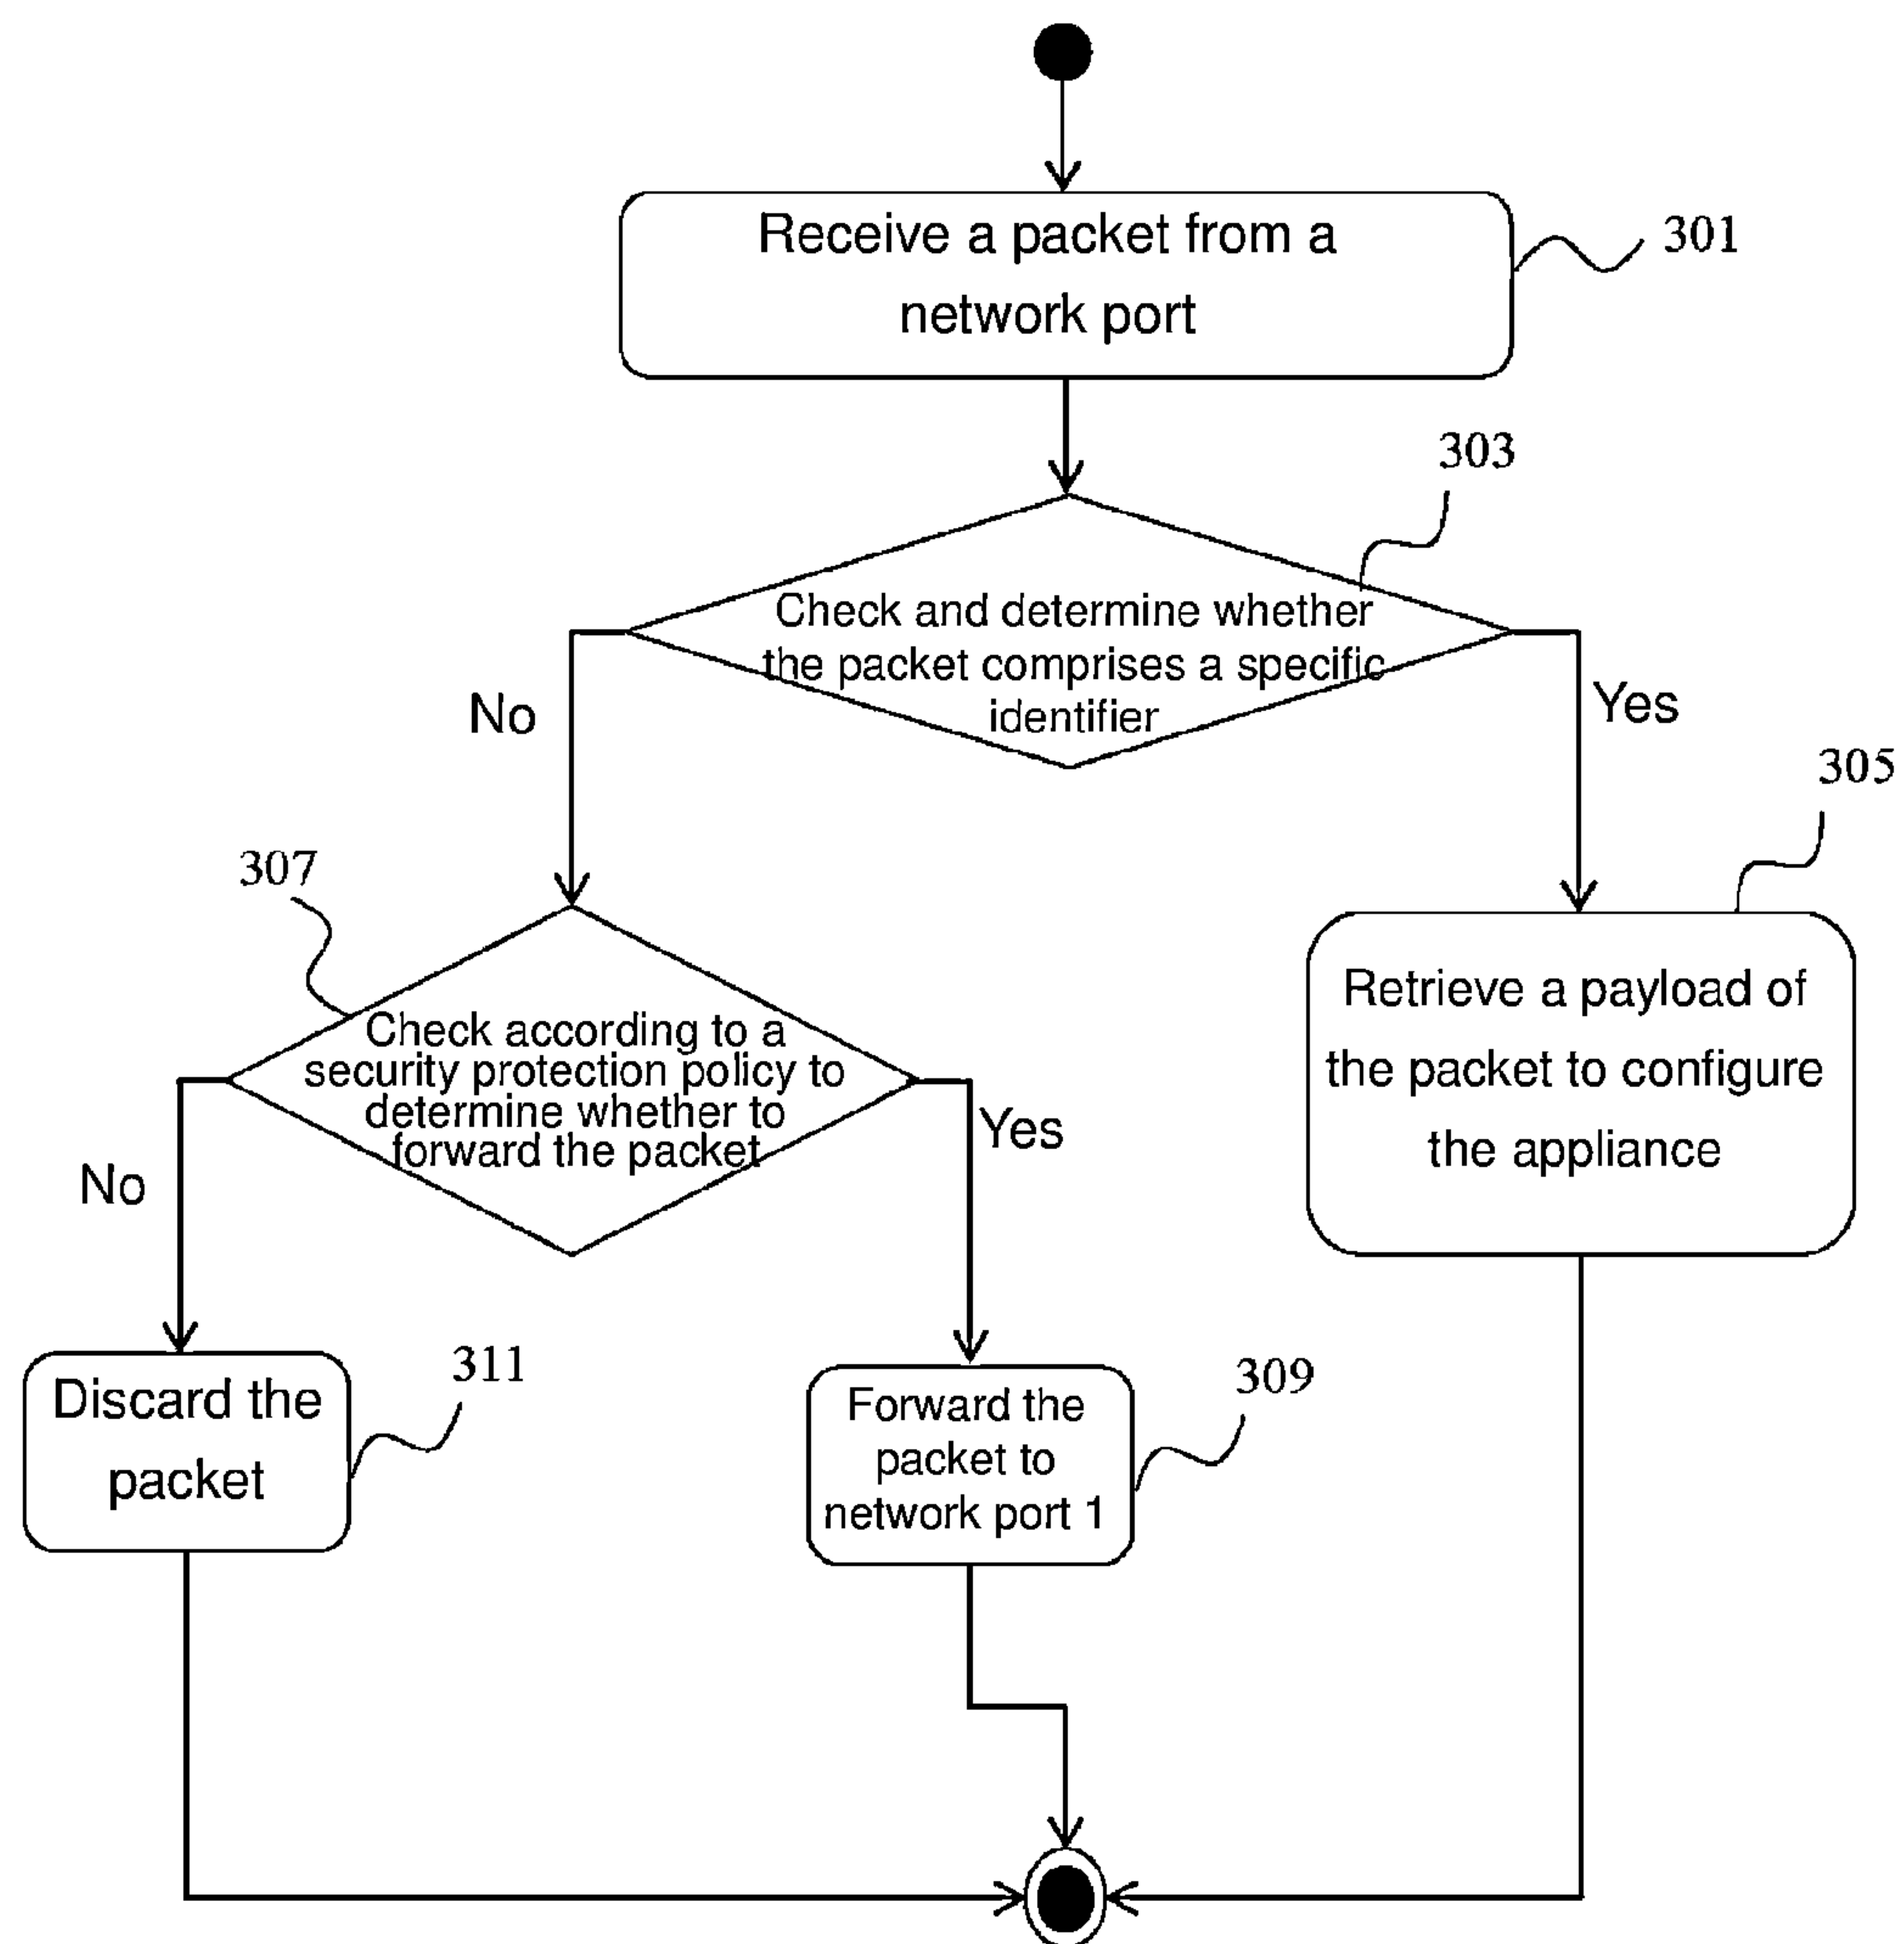 Receive a packet from a
network port
301
303
Check and determine whether
the packet comprises a specific
identifier
No
Yes
305
307
Check according to a
security protection policy to
determine whether to
forward the packet
No
Yes
Retrieve a payload of
the packet to configure
the appliance
Discard the
packet
311
Forward the
packet to
network port 1
309